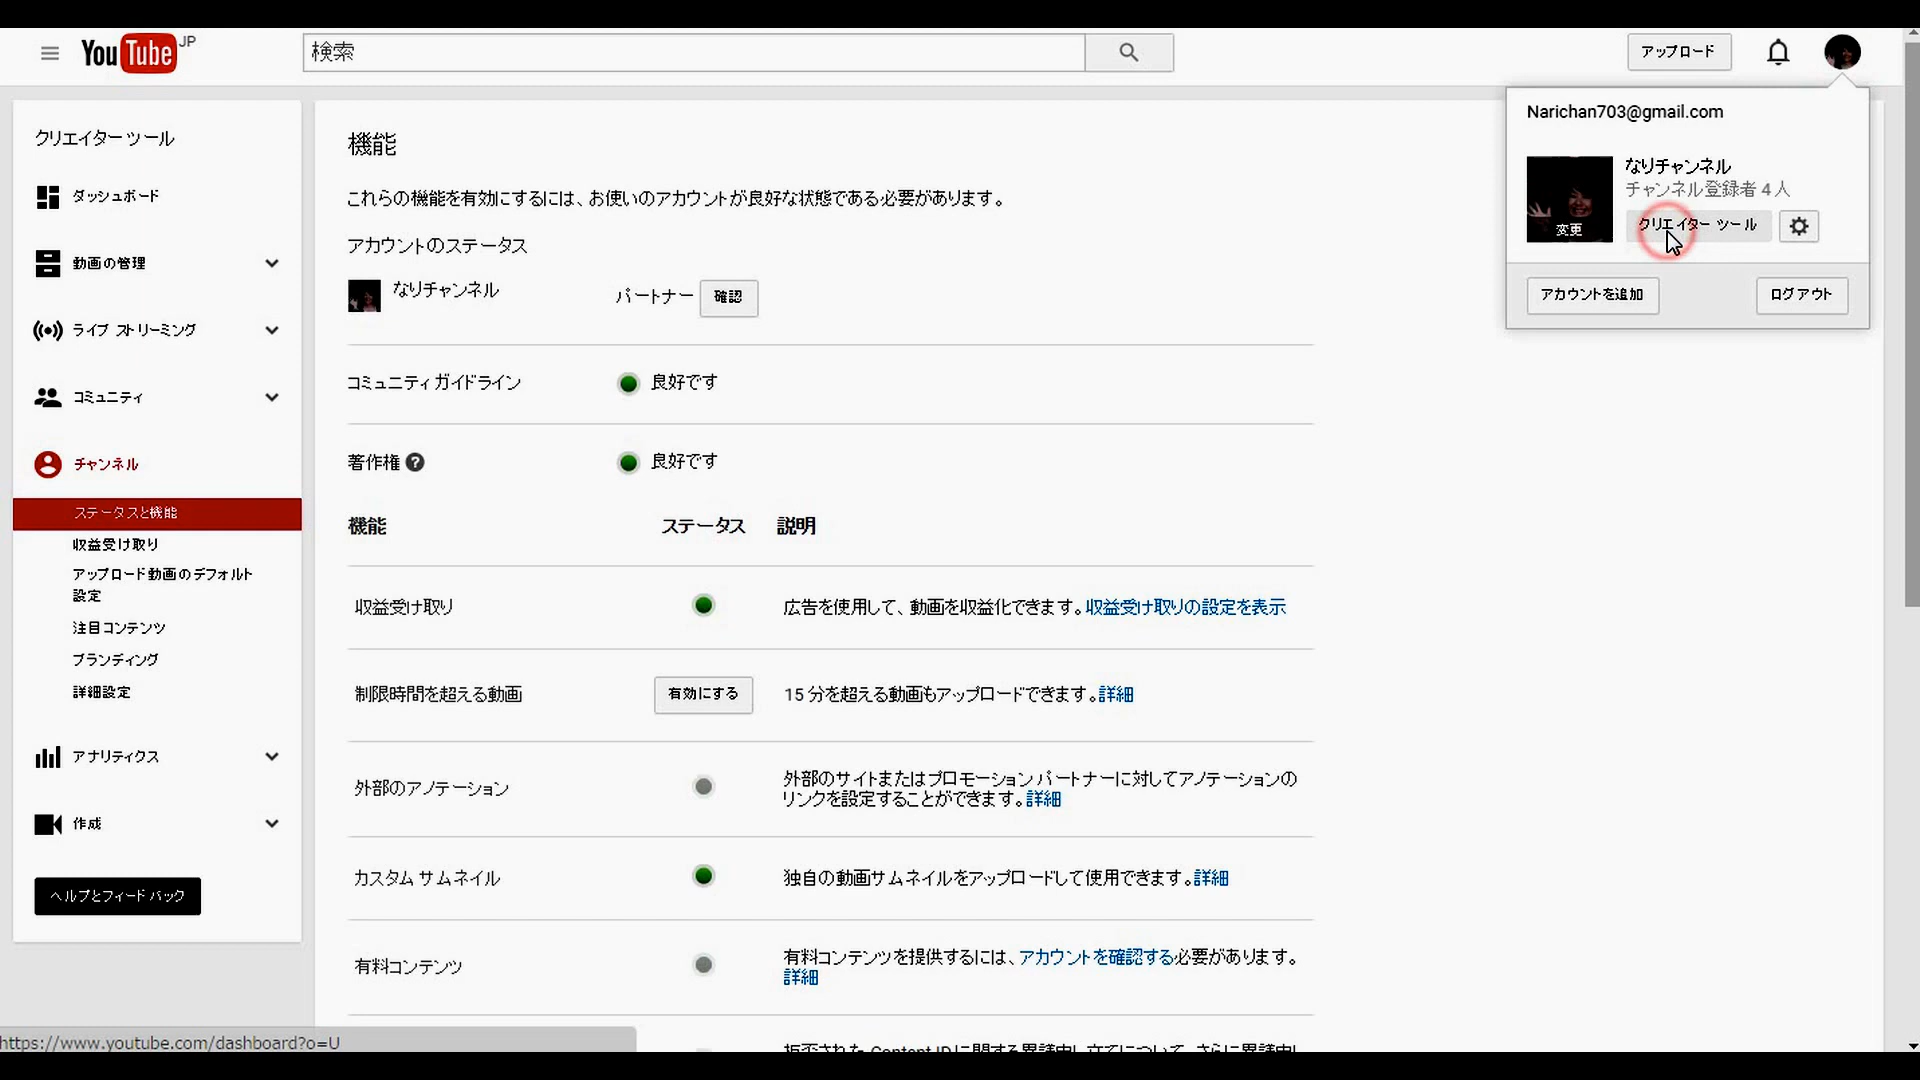 YouTube JP
検索
アップロード
Narichan703@gmail.com
なりチャンネル
チャンネル登録者 4 人
変更
クリエイター ツール
アカウントを追加
ログアウト
クリエイター ツール
ダッシュボード
動画の管理
ライブ ストリーミング
コミュニティ
チャンネル
ステータスと機能
収益受け取り
アップロード動画のデフォルト
設定
注目コンテンツ
ブランディング
詳細設定
アナリティクス
作成
ヘルプとフィードバック
機能
これらの機能を有効にするには、お使いのアカウントが良好な状態である必要があります。
アカウントのステータス
なりチャンネル
パートナー 確認
コミュニティ ガイドライン
良好です
著作権 ?
良好です
機能 ステータス 説明
収益受け取り
広告を使用して、動画を収益化できます。収益受け取りの設定を表示
制限時間を超える動画
有効にする
15 分を超える動画もアップロードできます。詳細
外部のアノテーション
外部のサイトまたはプロモーション パートナーに対してアノテーションの
リンクを設定することができます。詳細
カスタム サムネイル
独自の動画サムネイルをアップロードして使用できます。詳細
有料コンテンツ
有料コンテンツを提供するには、アカウントを確認する必要があります。
詳細
https://www.youtube.com/dashboard?o=U